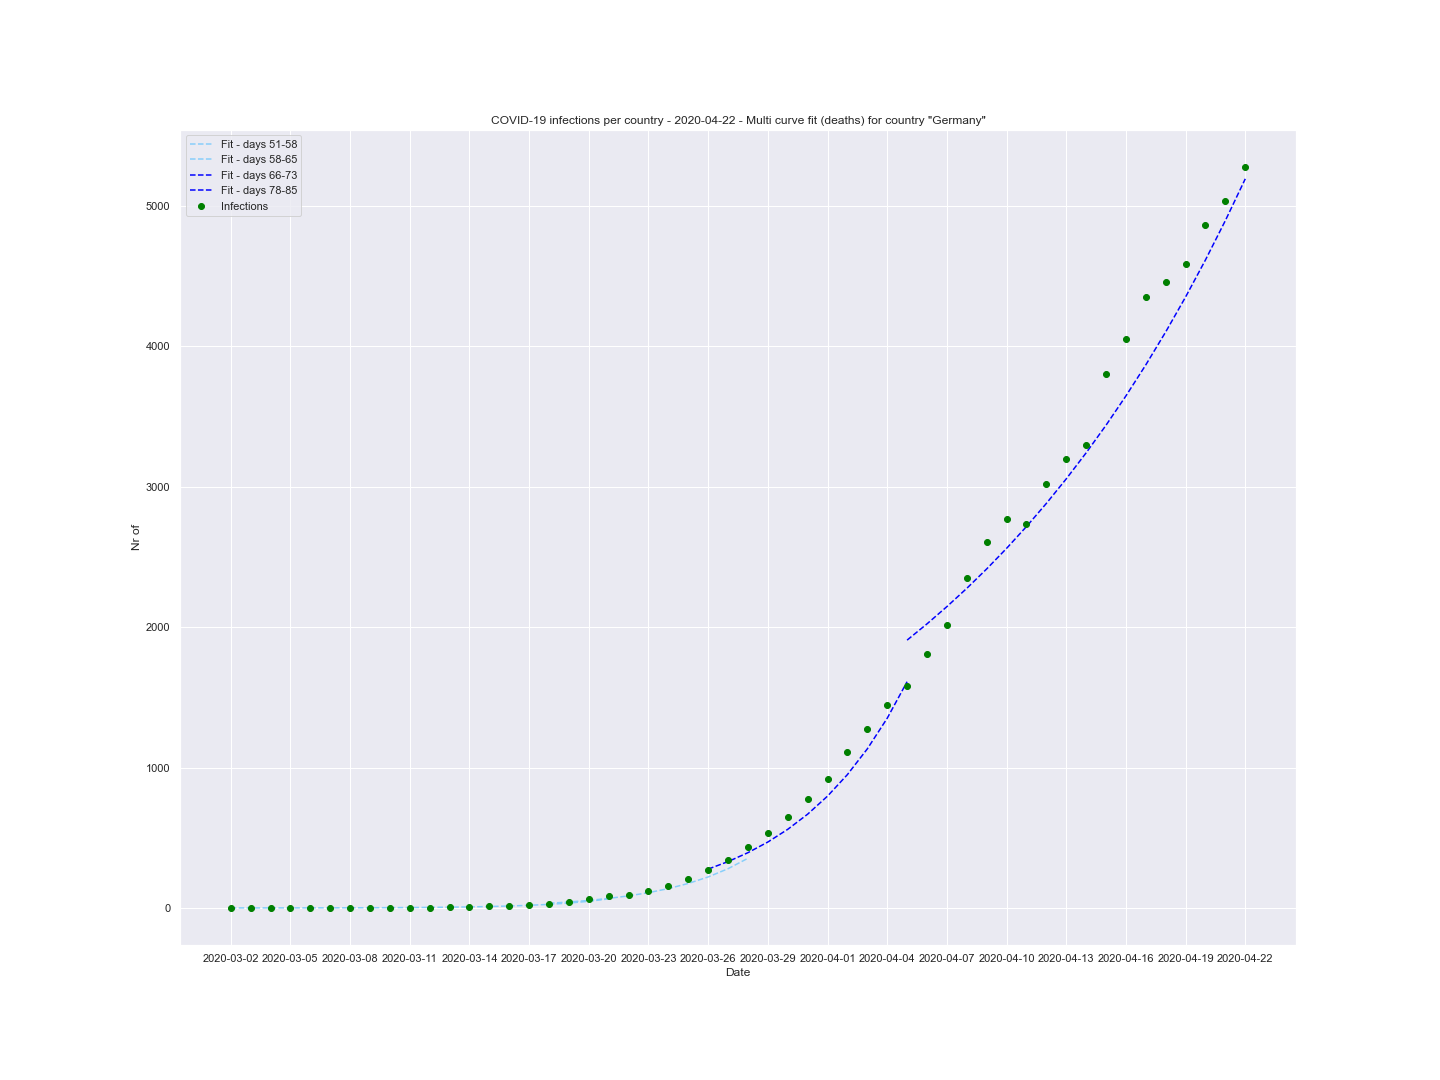 COVID-19 infections per country - 2020-04-22 - Multi curve fit (deaths) for country "Germany"
Fit - days 51-58
Fit - days 58-65
Fit - days 66-73
Fit - days 78-85
Infections
5000
4000
3000
2000
1000
0
Nr of
2020-03-02 2020-03-05 2020-03-08 2020-03-11 2020-03-14 2020-03-17 2020-03-20 2020-03-23 2020-03-26 2020-03-29 2020-04-01 2020-04-04 2020-04-07 2020-04-10 2020-04-13 2020-04-16 2020-04-19 2020-04-22
Date